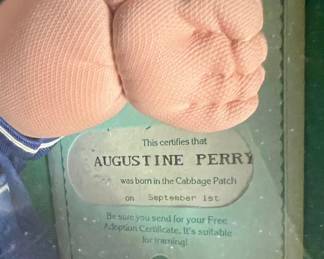 This certifies that
AUGUSTINE PERRY
was born in the Cabbage Patch
on September 1st
Be sure you send for your Free
Adoption Certificate. It's suitable
for framing!